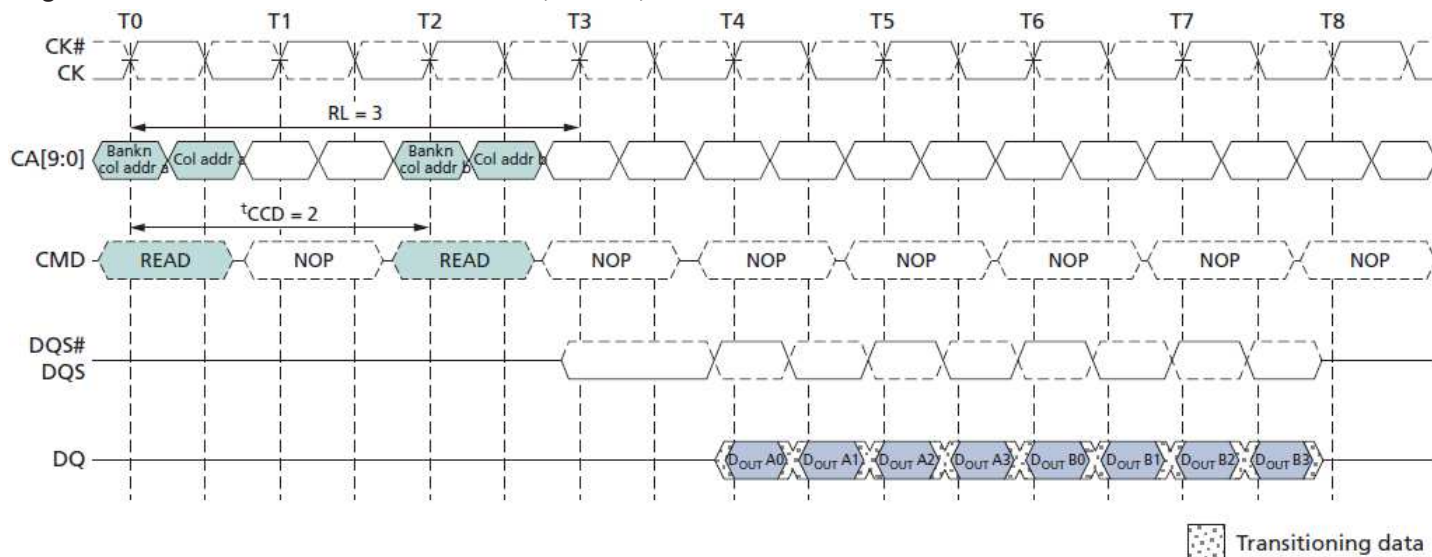 T0 T1 T2 T3 T4 T5 T6 T7 T8
CK#
CK
RL = 3
CA[9:0]
Bankn
col addr a
Col addr a
Bankn
col addr b
Col addr b
tCCD = 2
CMD READ NOP READ NOP NOP NOP NOP NOP NOP
DQS#
DQS
DQ DOUT A0 DOUT A1 DOUT A2 DOUT A3 DOUT B0 DOUT B1 DOUT B2 DOUT B3
Transitioning data